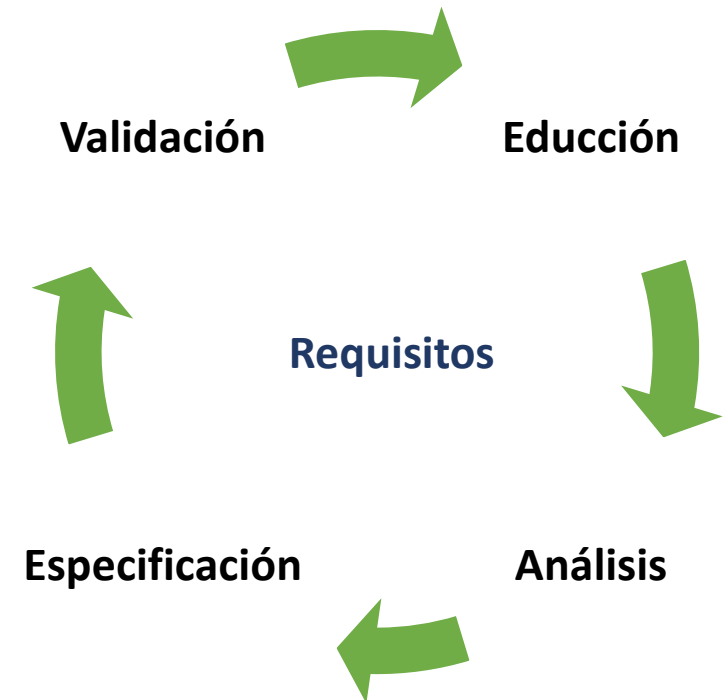 Validación
Educción
Requisitos
Especificación
Análisis